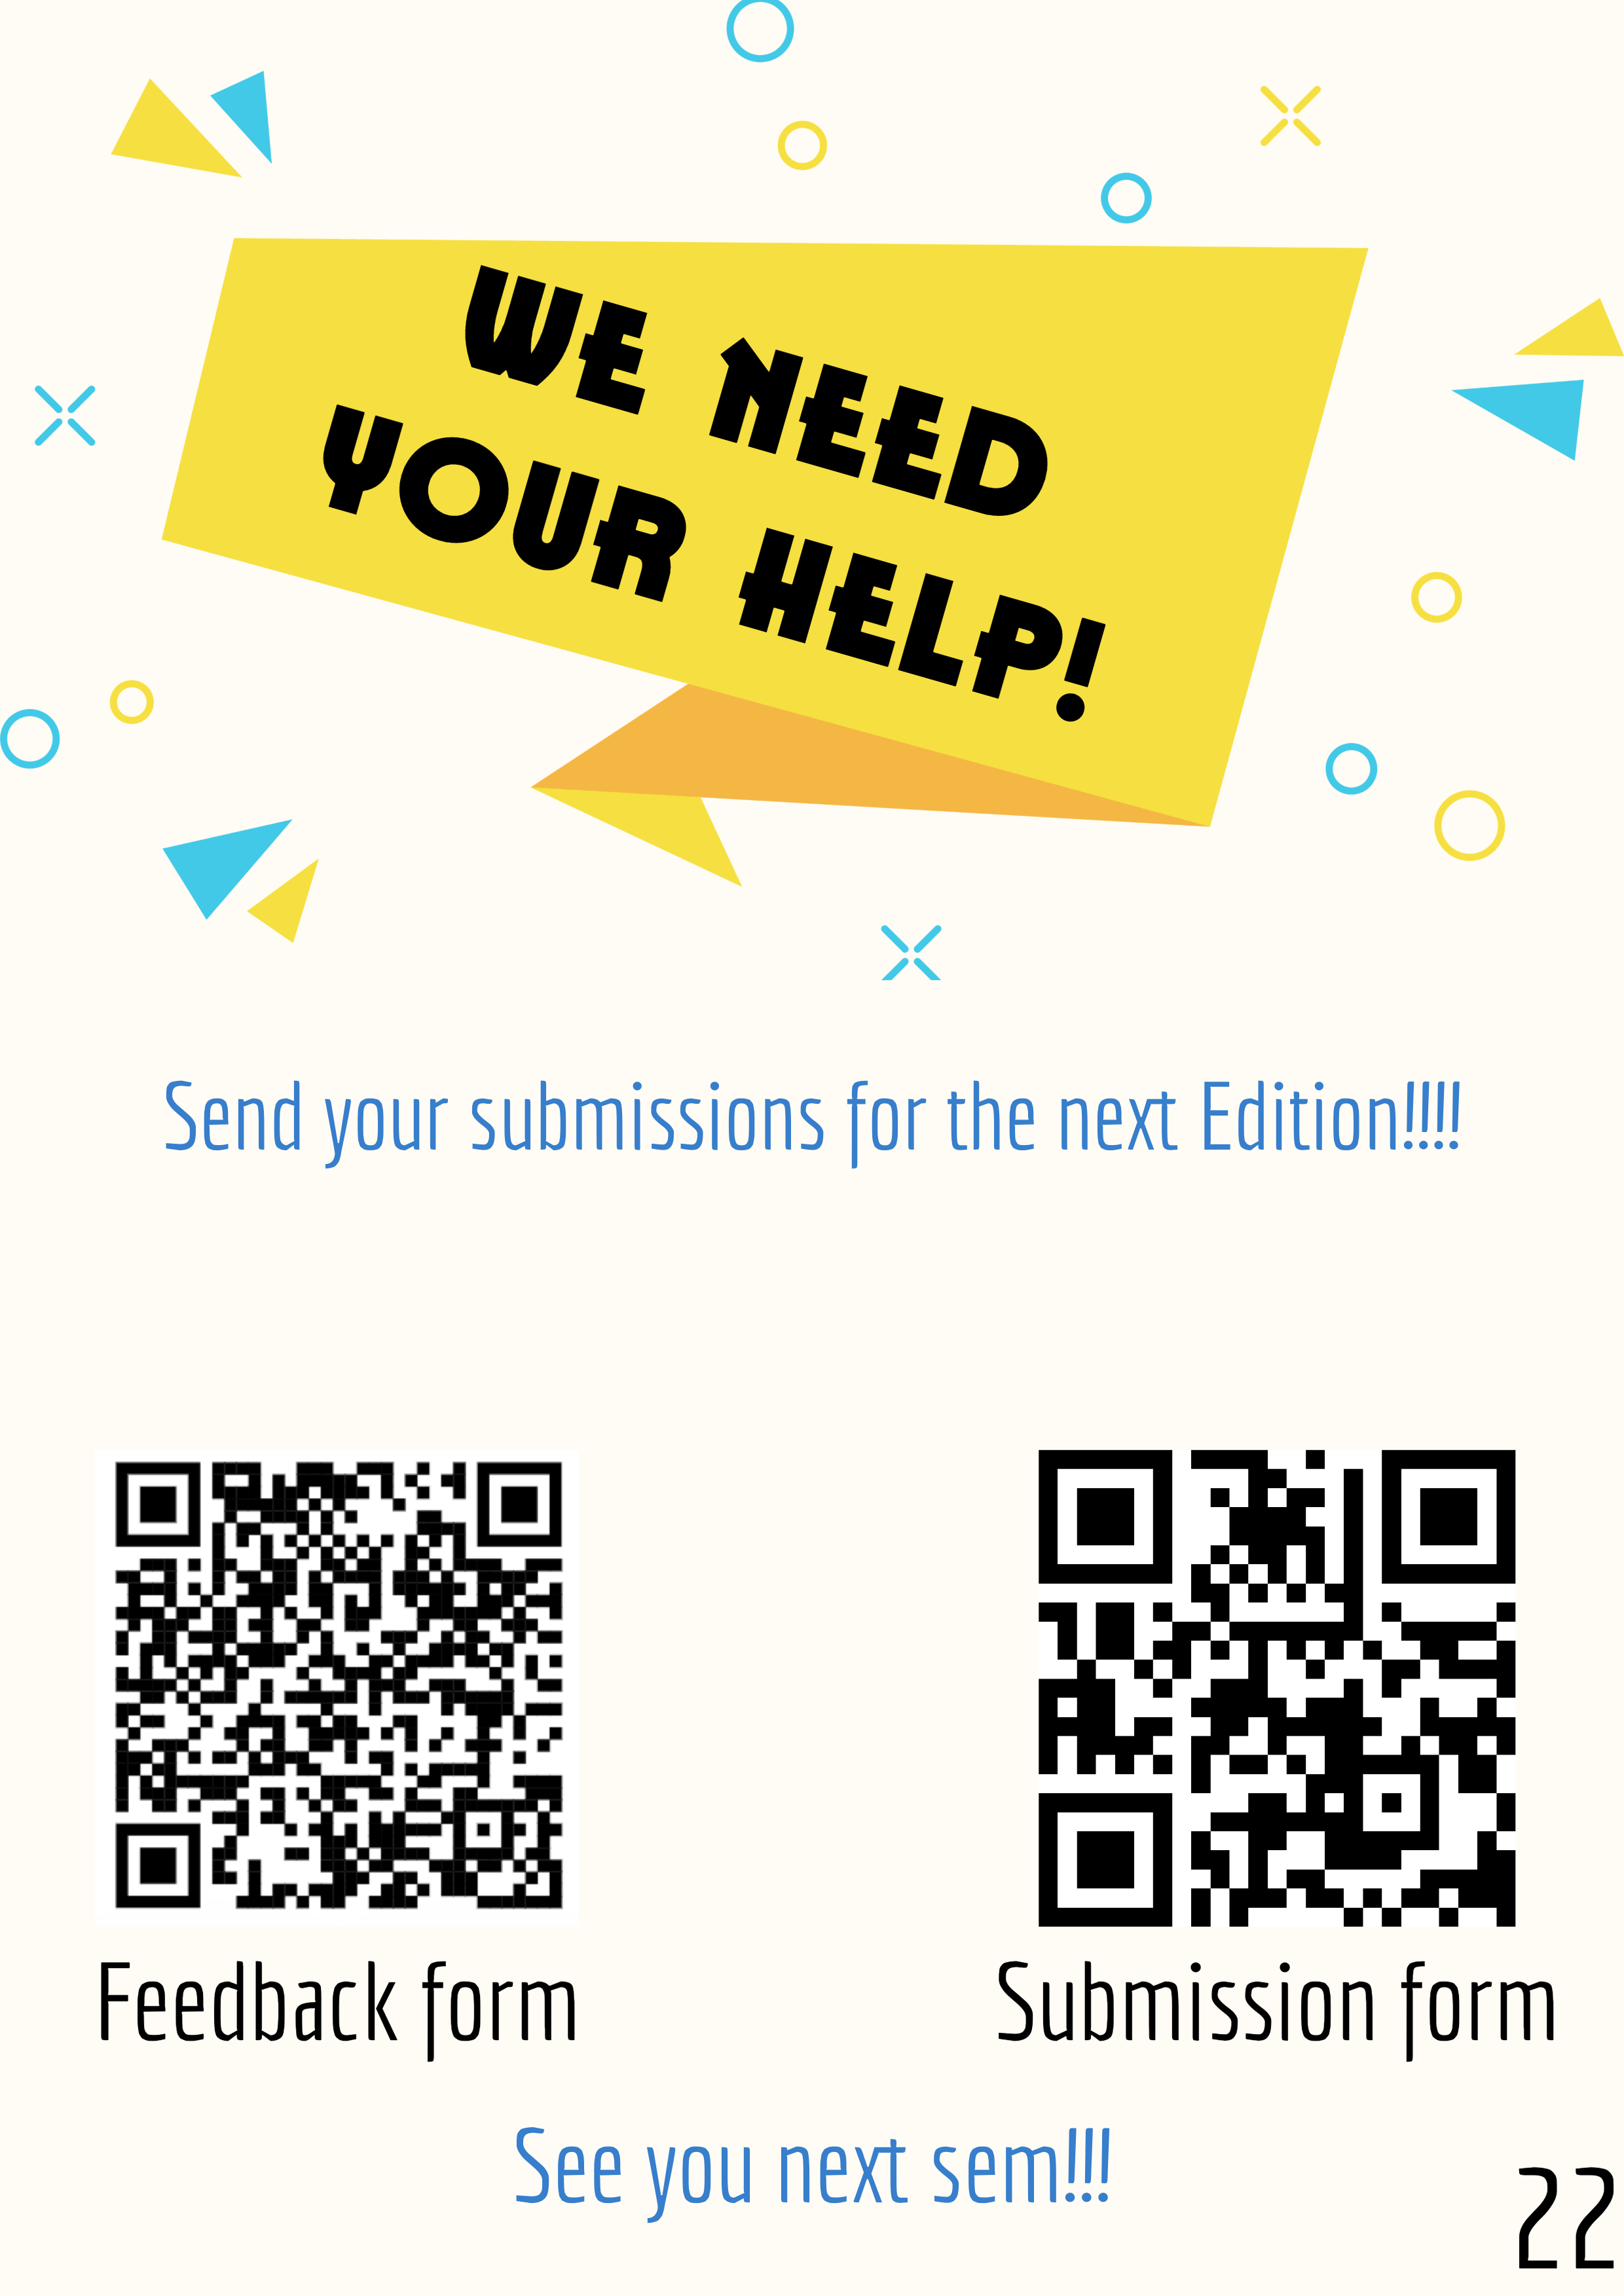 WE NEED
YOUR HELP!
Send your submissions for the next Edition!!!!
Feedback form
Submission form
See you next sem!!!!
22